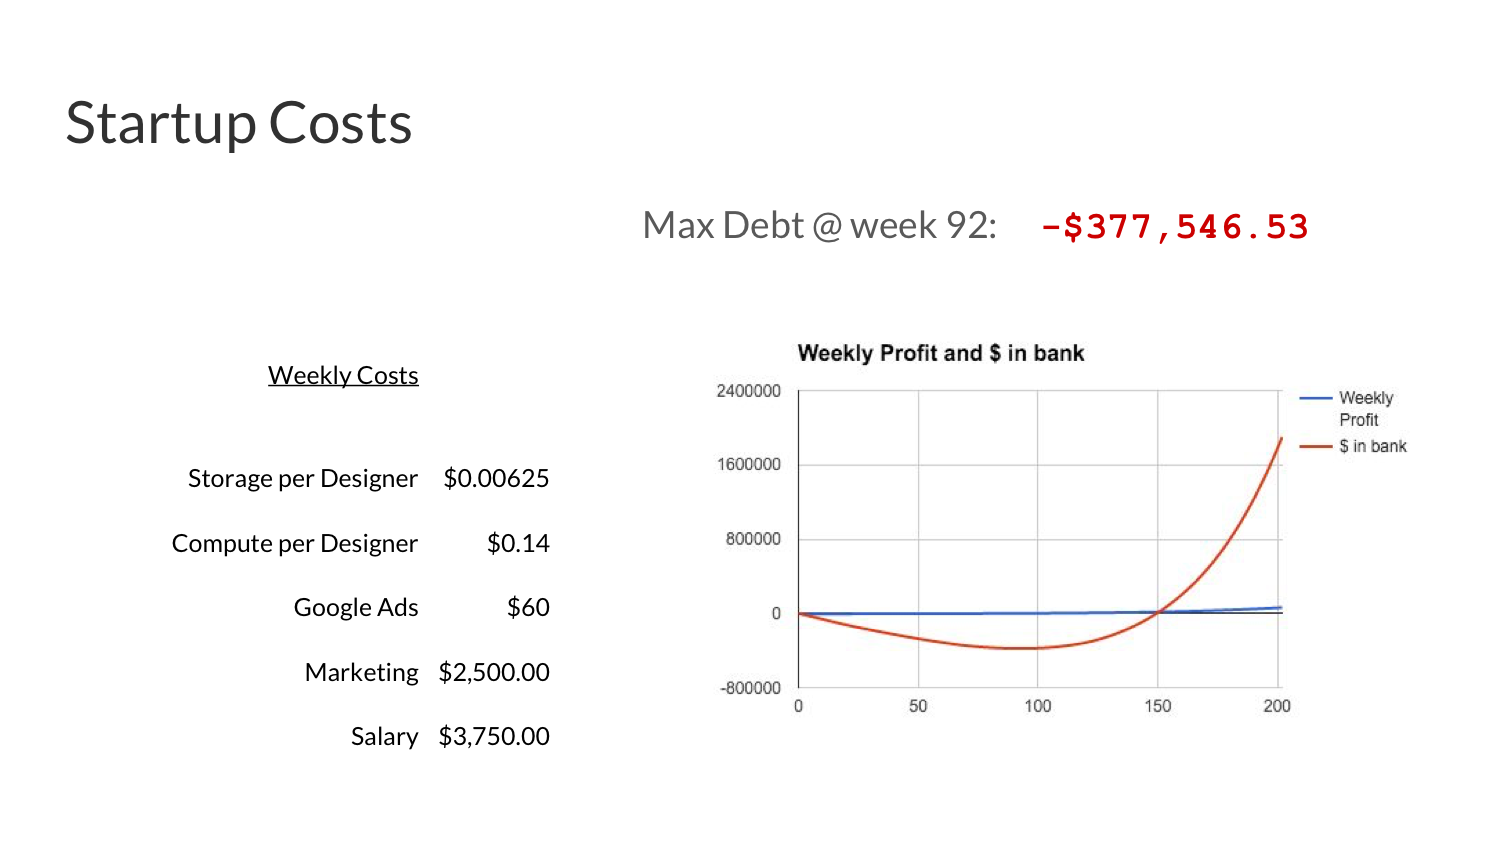 Startup Costs
Max Debt @ week 92: -$377,546.53
Weekly Costs
Storage per Designer $0.00625
Compute per Designer $0.14
Google Ads $60
Marketing $2,500.00
Salary $3,750.00
Weekly Profit and $ in bank
2400000
1600000
800000
0
-800000
0 50 100 150 200
Weekly
Profit
$ in bank